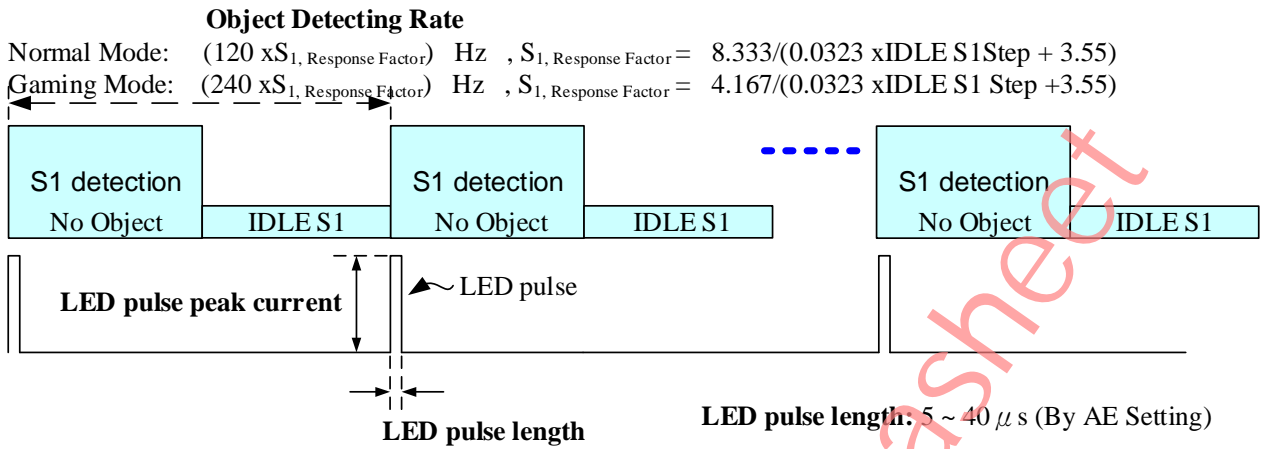 Object Detecting Rate
Normal Mode: (120 xS1, Response Factor) Hz , S1, Response Factor = 8.333/(0.0323 xIDLE S1Step + 3.55)
Gaming Mode: (240 xS1, Response Factor) Hz , S1, Response Factor = 4.167/(0.0323 xIDLE S1 Step +3.55)
S1 detection S1 detection S1 detection
No Object IDLE S1 No Object IDLE S1 No Object IDLE S1
LED pulse
LED pulse peak current
LED pulse length: 5 ~ 40 μ s (By AE Setting)
LED pulse length
asheet